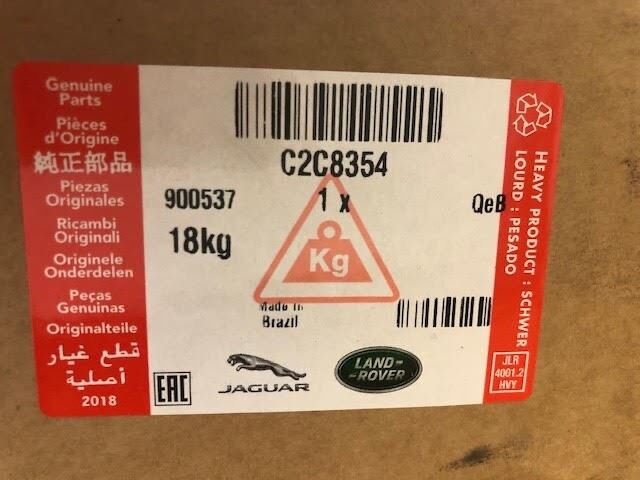 Genuine
Parts
Pièces
d'Origine
純正部品
Piezas
Originales
Ricambi
Originali
Originele
Onderdelen
Peças
Genuinas
Originalteile
قطع غيار
أصلية
2018
C2C8354
900537
1 x
QeB
18kg
Kg
Made in
Brazil
EAC
JAGUAR
LAND-
-ROVER
HEAVY PRODUCT : SCHWER
LOURD : PESADO
JLR
4001.2
HVY